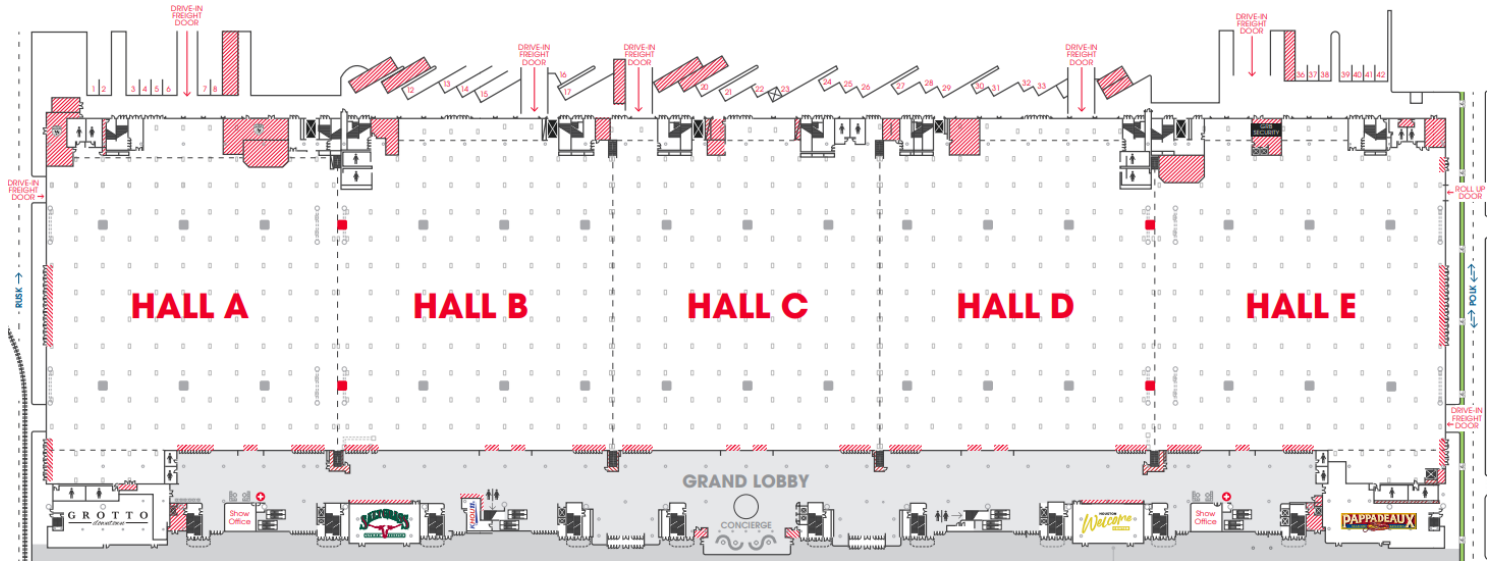 DRIVE-IN
FREIGHT
DOOR
DRIVE-IN
FREIGHT
DOOR
DRIVE-IN
FREIGHT
DOOR
DRIVE-IN
FREIGHT
DOOR
DRIVE-IN
FREIGHT
DOOR
1 2 3 4 5 6 7 8
12 13 14 15 16 17
20 21 22 23 24 25 26 27 28 29 30 31 32 33
36 37 38 39 40 41 42
SECURITY
DRIVE-IN
FREIGHT
DOOR
ROLL UP
DOOR
RUSK
POLK
HALL A
HALL B
HALL C
HALL D
HALL E
DRIVE-IN
FREIGHT
DOOR
GRAND LOBBY
CONCIERGE
GROTTO
downtown
Show
Office
HOUSTON
Welcome
Show
Office
PAPPADEAUX